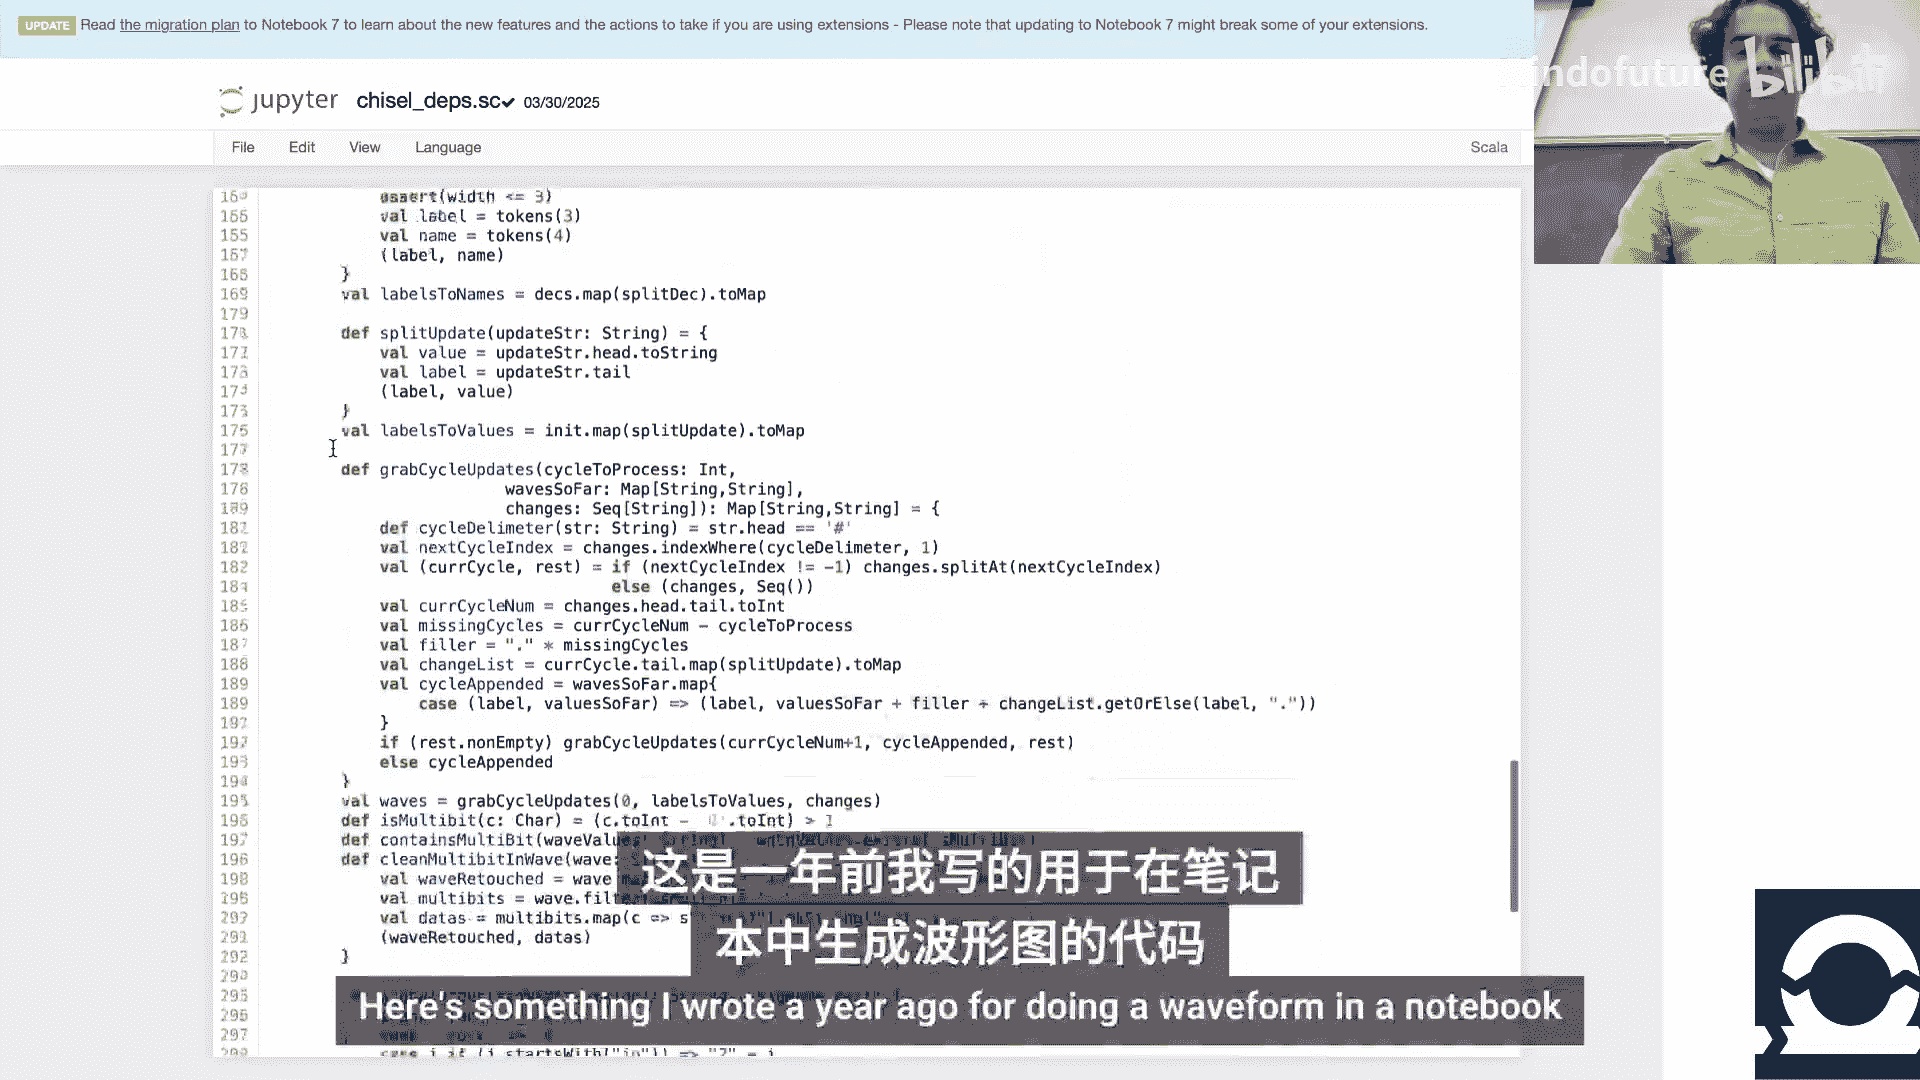 UPDATE Read the migration plan to Notebook 7 to learn about the new features and the actions to take if you are using extensions - Please note that updating to Notebook 7 might break some of your extensions.
indofuture bilibili
jupyter chisel_deps.sc✔ 03/30/2025
File Edit View Language Scala
assert(width <= 3)
val label = tokens(3)
val name = tokens(4)
(label, name)
}
val labelsToNames = decs.map(splitDec).toMap
def splitUpdate(updateStr: String) = {
val value = updateStr.head.toString
val label = updateStr.tail
(label, value)
}
val labelsToValues = init.map(splitUpdate).toMap
def grabCycleUpdates(cycleToProcess: Int,
wavesSoFar: Map[String,String],
changes: Seq[String]): Map[String,String] = {
def cycleDelimeter(str: String) = str.head == '#'
val nextCycleIndex = changes.indexWhere(cycleDelimeter, 1)
val (currCycle, rest) = if (nextCycleIndex != -1) changes.splitAt(nextCycleIndex)
else (changes, Seq())
val currCycleNum = changes.head.tail.toInt
val missingCycles = currCycleNum - cycleToProcess
val filler = "." * missingCycles
val changeList = currCycle.tail.map(splitUpdate).toMap
val cycleAppended = wavesSoFar.map{
case (label, valuesSoFar) => (label, valuesSoFar + filler + changeList.getOrElse(label, "."))
}
if (rest.nonEmpty) grabCycleUpdates(currCycleNum+1, cycleAppended, rest)
else cycleAppended
}
val waves = grabCycleUpdates(0, labelsToValues, changes)
def isMultibit(c: Char) = (c.toInt - .toInt) > 1
def containsMultiBit(waveValues:
def cleanMultibitInWave(wave:
val waveRetouched = wave
val multibits = wave.filter
val datas = multibits.map(c => s
(waveRetouched, datas)
}
这是一年前我写的用于在笔记
本中生成波形图的代码
Here's something I wrote a year ago for doing a waveform in a notebook